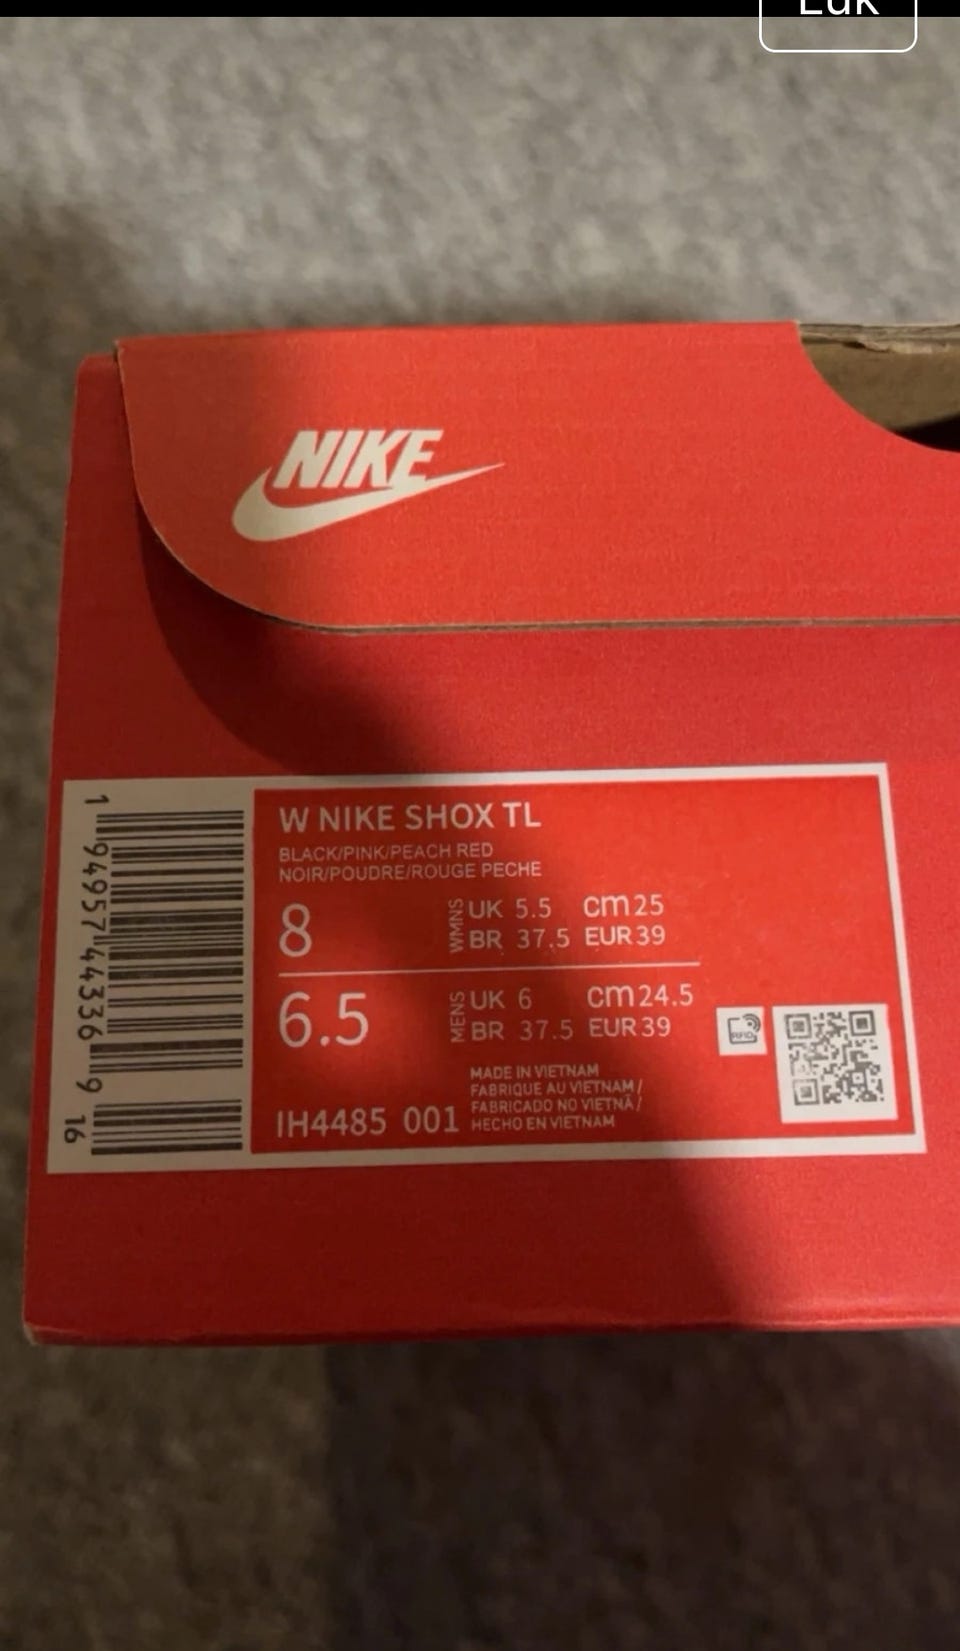 Luk
NIKE
W NIKE SHOX TL
BLACK/PINK/PEACH RED
NOIR/POUDRE/ROUGE PECHE
8 WMNS UK 5.5 cm 25
BR 37.5 EUR 39
6.5 MENS UK 6 cm 24.5
BR 37.5 EUR 39
MADE IN VIETNAM
FABRIQUE AU VIETNAM /
FABRICADO NO VIETNÃ /
IH4485 001 HECHO EN VIETNAM
RFID
1 94957 44336 9 16